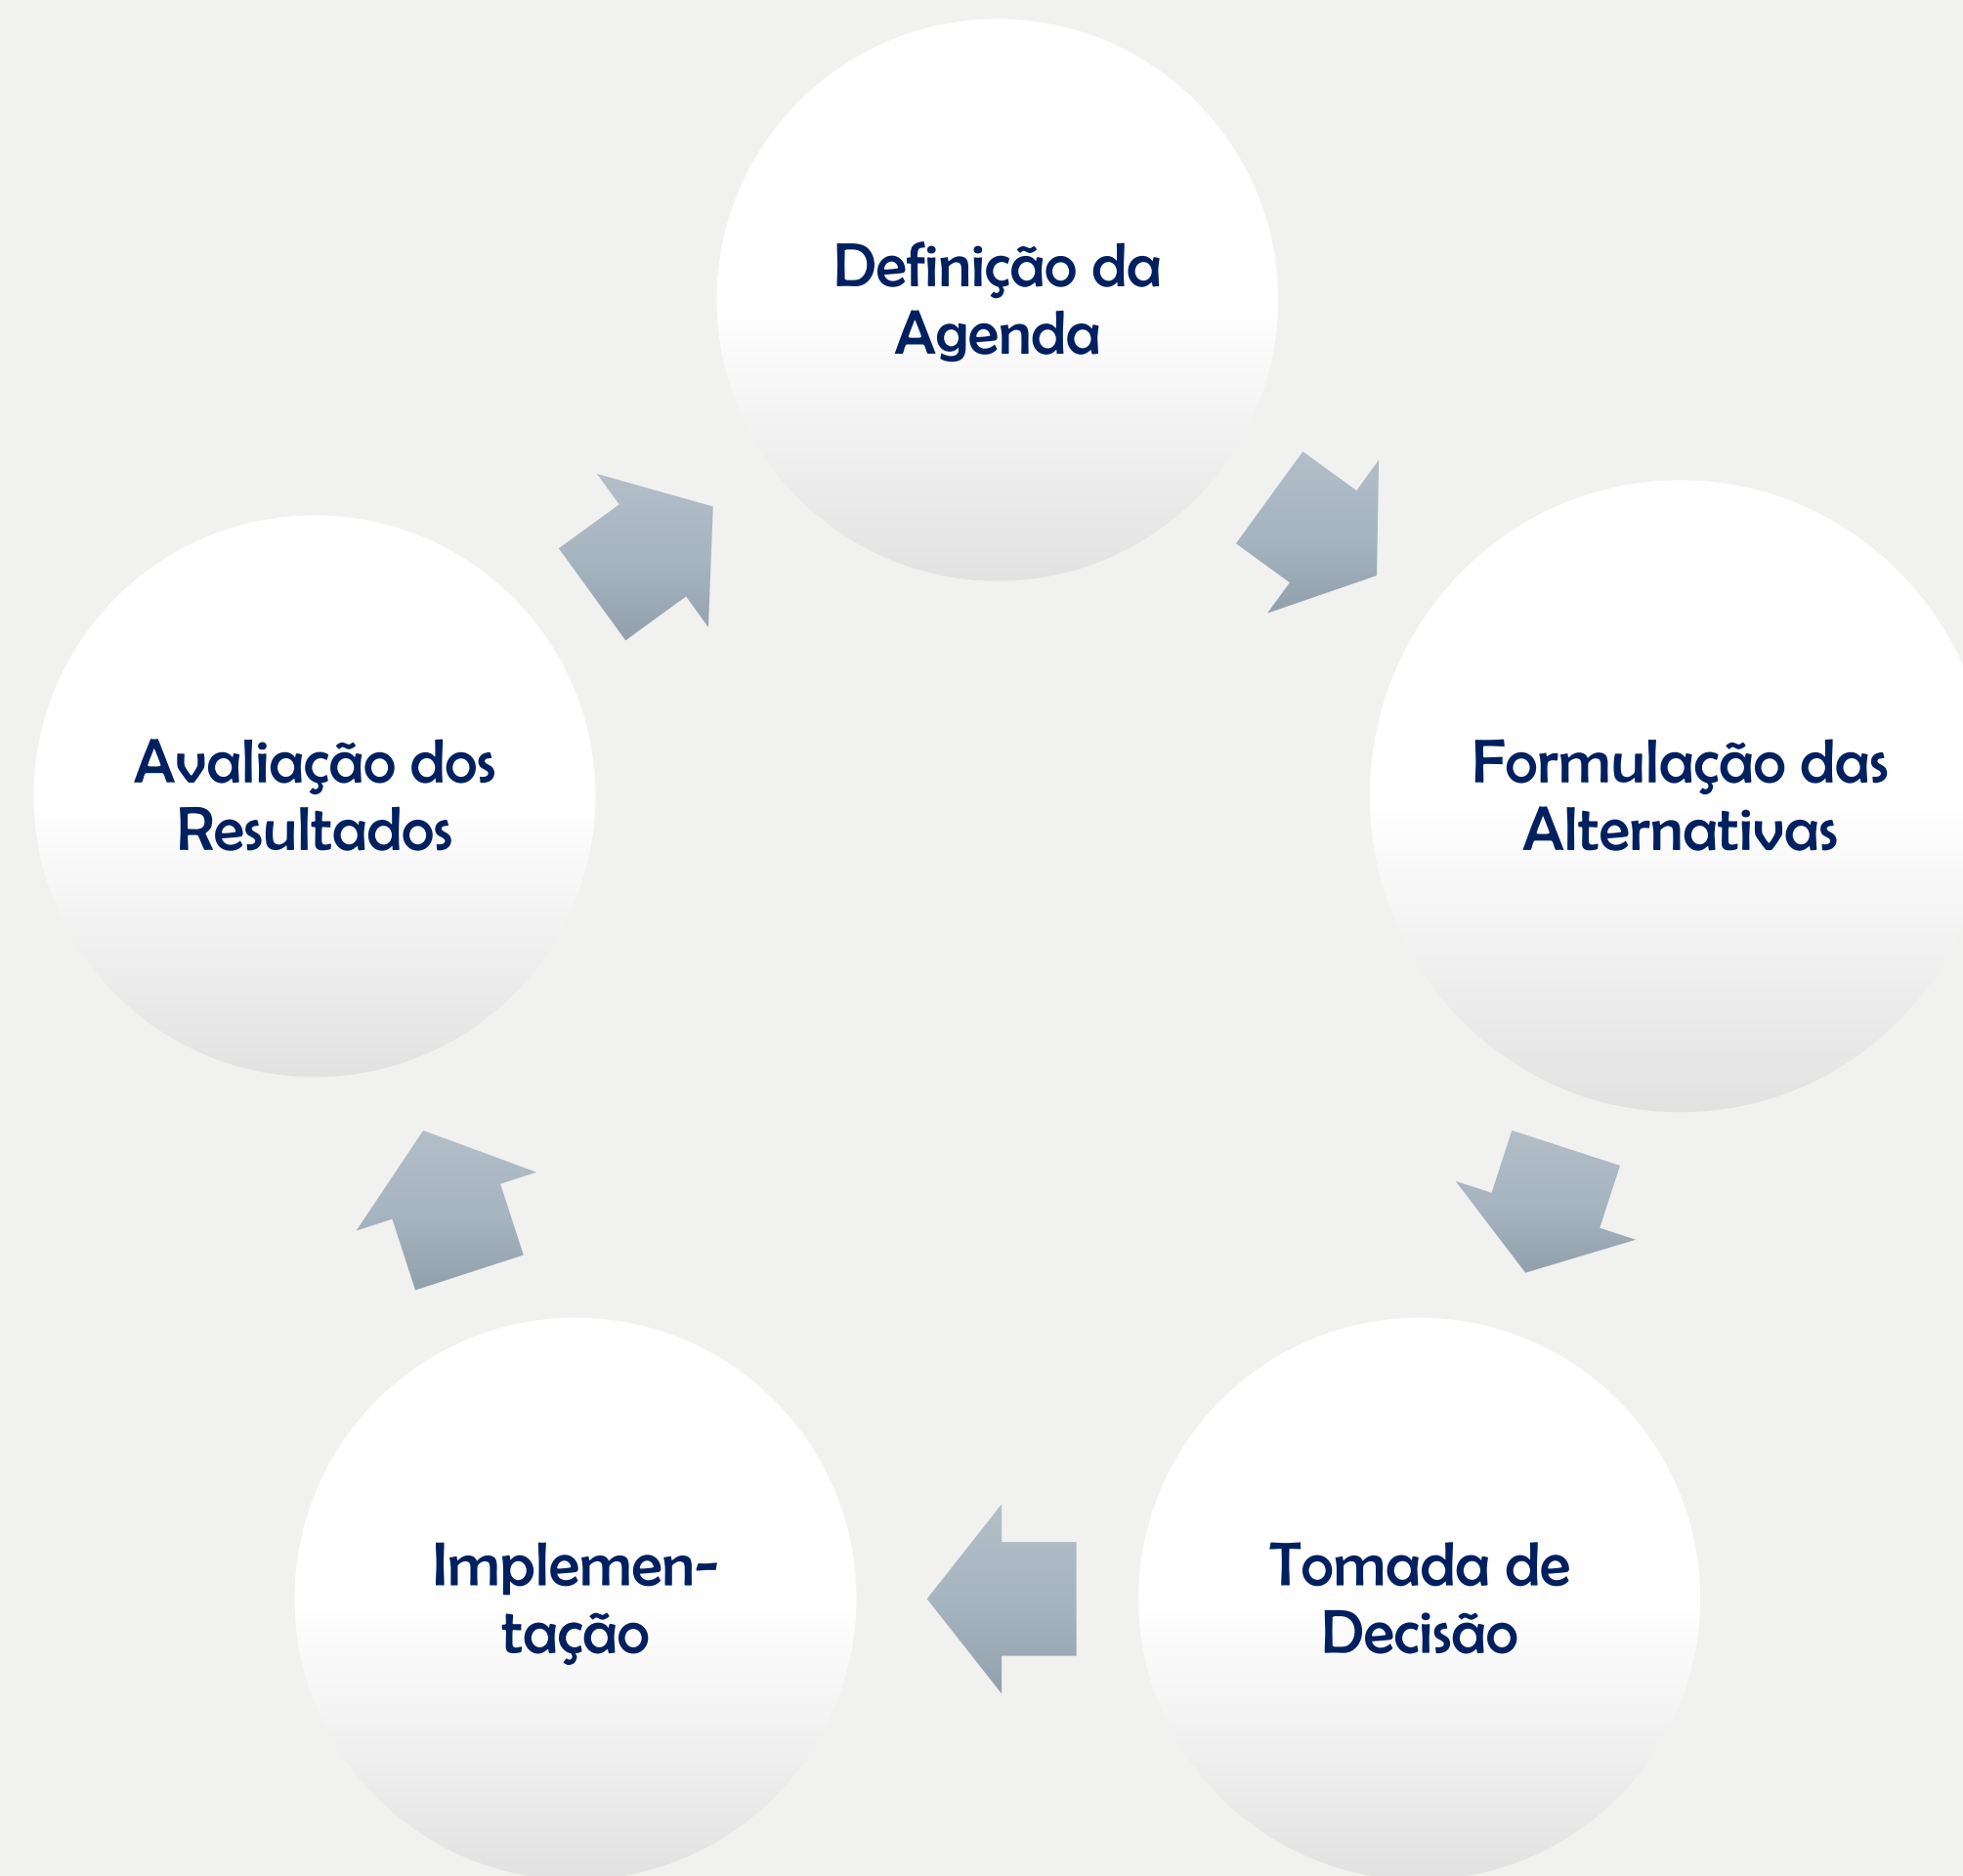 Definição da
Agenda
Avaliação dos
Resultados
Formulação das
Alternativas
Implemen-
tação
Tomada de
Decisão